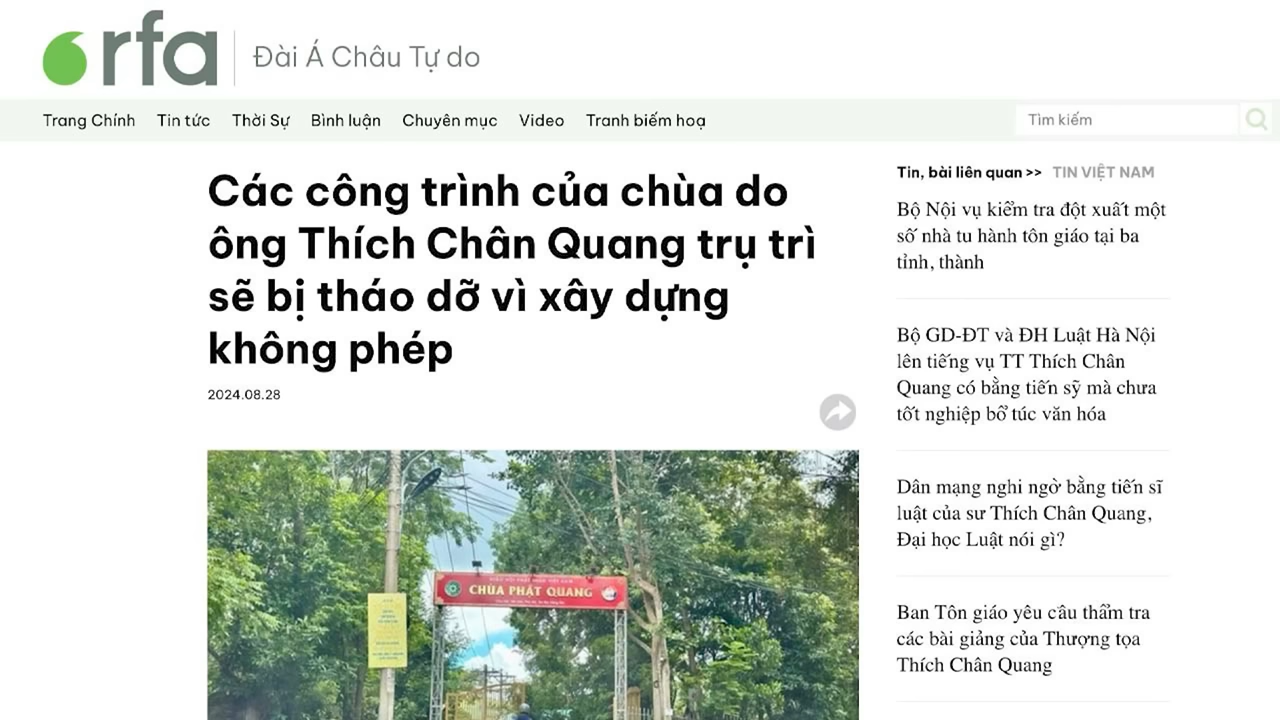 rfa
Đài Á Châu Tự do
Trang Chính Tin tức Thời Sự Bình luận Chuyên mục Video Tranh biếm hoạ
Tìm kiếm
Các công trình của chùa do
ông Thích Chân Quang trụ trì
sẽ bị tháo dỡ vì xây dựng
không phép
2024.08.28
CHÙA PHẬT QUANG
Tin, bài liên quan >> TIN VIỆT NAM
Bộ Nội vụ kiểm tra đột xuất một
số nhà tu hành tôn giáo tại ba
tỉnh, thành
Bộ GD-ĐT và ĐH Luật Hà Nội
lên tiếng vụ TT Thích Chân
Quang có bằng tiến sỹ mà chưa
tốt nghiệp bổ túc văn hóa
Dân mạng nghi ngờ bằng tiến sĩ
luật của sư Thích Chân Quang,
Đại học Luật nói gì?
Ban Tôn giáo yêu cầu thẩm tra
các bài giảng của Thượng tọa
Thích Chân Quang